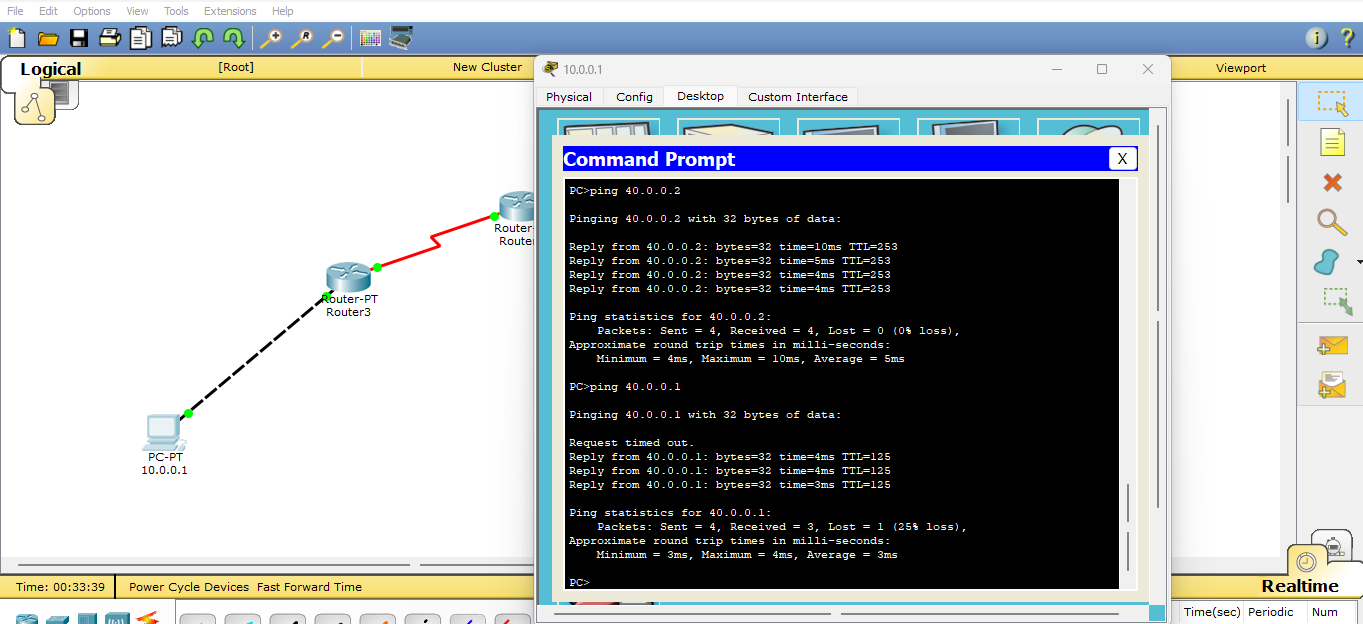 File Edit Options View Tools Extensions Help
Logical
[Root]
New Cluster
Viewport
10.0.0.1
Physical Config Desktop Custom Interface
Command Prompt
X
PC>ping 40.0.0.2
Pinging 40.0.0.2 with 32 bytes of data:
Reply from 40.0.0.2: bytes=32 time=10ms TTL=253
Reply from 40.0.0.2: bytes=32 time=5ms TTL=253
Reply from 40.0.0.2: bytes=32 time=4ms TTL=253
Reply from 40.0.0.2: bytes=32 time=4ms TTL=253
Ping statistics for 40.0.0.2:
Packets: Sent = 4, Received = 4, Lost = 0 (0% loss),
Approximate round trip times in milli-seconds:
Minimum = 4ms, Maximum = 10ms, Average = 5ms
PC>ping 40.0.0.1
Pinging 40.0.0.1 with 32 bytes of data:
Request timed out.
Reply from 40.0.0.1: bytes=32 time=4ms TTL=125
Reply from 40.0.0.1: bytes=32 time=4ms TTL=125
Reply from 40.0.0.1: bytes=32 time=3ms TTL=125
Ping statistics for 40.0.0.1:
Packets: Sent = 4, Received = 3, Lost = 1 (25% loss),
Approximate round trip times in milli-seconds:
Minimum = 3ms, Maximum = 4ms, Average = 3ms
PC>
Router-
Router
Router-PT
Router3
PC-PT
10.0.0.1
Time: 00:33:39
Power Cycle Devices Fast Forward Time
Realtime
Time(sec) Periodic Num